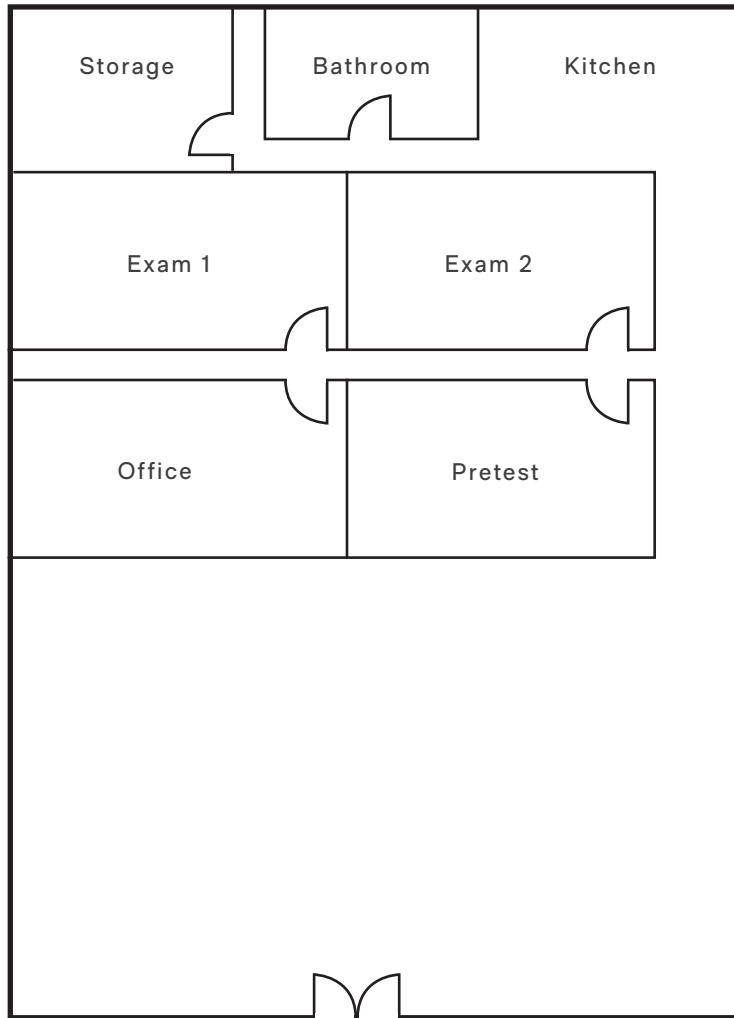 Storage
Bathroom
Kitchen
Exam 1
Exam 2
Office
Pretest